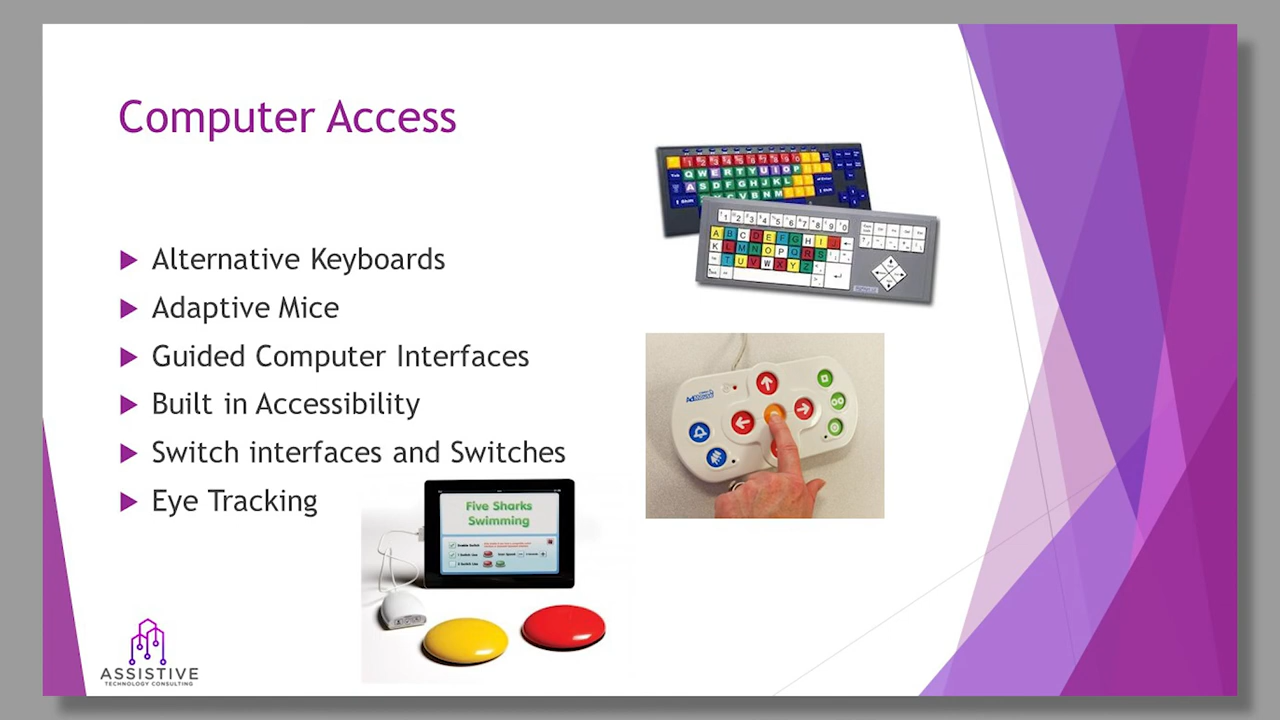 Computer Access
Alternative Keyboards
Adaptive Mice
Guided Computer Interfaces
Built in Accessibility
Switch interfaces and Switches
Eye Tracking
Five Sharks
Swimming
ASSISTIVE
TECHNOLOGY CONSULTING